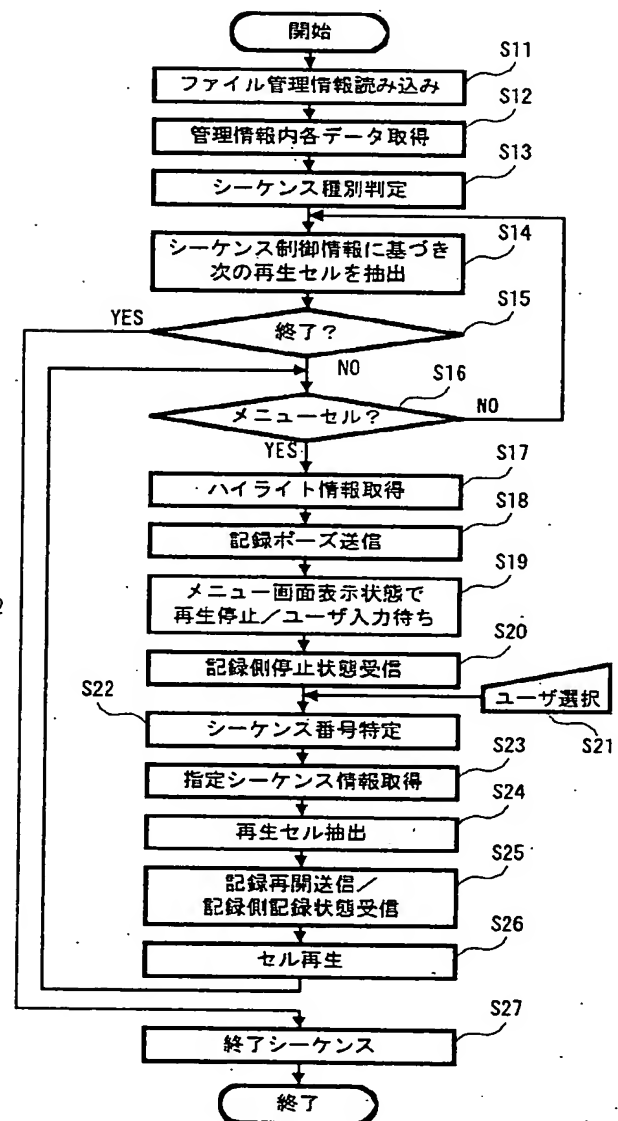 開始
S11
ファイル管理情報読み込み
S12
管理情報内各データ取得
S13
シーケンス種別判定
S14
シーケンス制御情報に基づき
次の再生セルを抽出
S15
YES
終了?
NO
S16
メニューセル?
NO
YES
S17
ハイライト情報取得
S18
記録ポーズ送信
S19
メニュー画面表示状態で
再生停止/ユーザ入力待ち
2
S20
記録側停止状態受信
S22
ユーザ選択
S21
シーケンス番号特定
S23
指定シーケンス情報取得
S24
再生セル抽出
S25
記録再開送信/
記録側記録状態受信
S26
セル再生
S27
終了シーケンス
終了